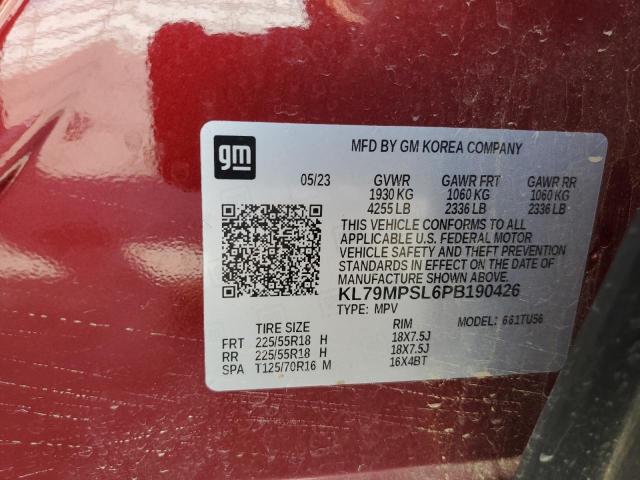 gm
MFD BY GM KOREA COMPANY
05/23 GVWR GAWR FRT GAWR RR
1930 KG 1060 KG 1060 KG
4255 LB 2336 LB 2336 LB
THIS VEHICLE CONFORMS TO ALL
APPLICABLE U.S. FEDERAL MOTOR
VEHICLE SAFETY AND THEFT PREVENTION
STANDARDS IN EFFECT ON THE DATE OF
MANUFACTURE SHOWN ABOVE.
KL79MPSL6PB190426
TYPE: MPV MODEL: 661TU56
TIRE SIZE RIM
FRT 225/55R18 H 18X7.5J
RR 225/55R18 H 18X7.5J
SPA T125/70R16 M 16X4BT